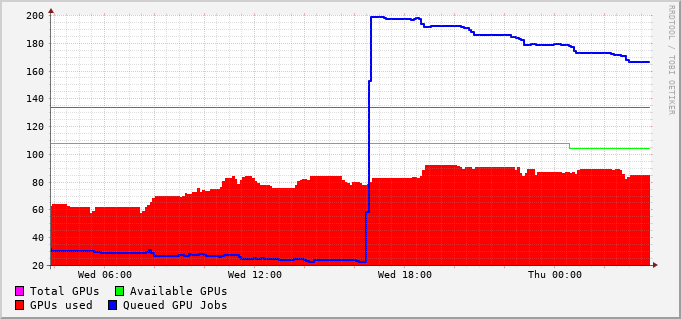 200
180
160
140
120
100
80
60
40
20
Wed 06:00 Wed 12:00 Wed 18:00 Thu 00:00
Total GPUs Available GPUs
GPUs used Queued GPU Jobs
RRDTOOL / TOBI OETIKER